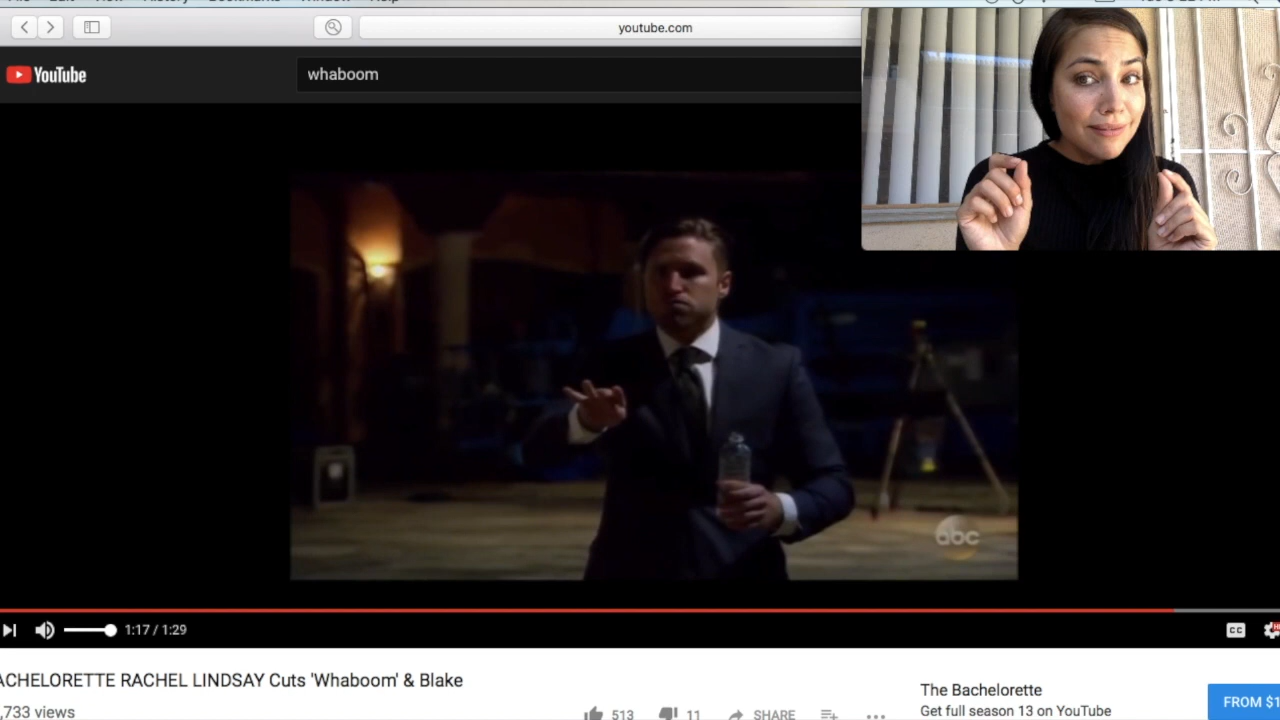 youtube.com
YouTube
whaboom
abc
1:17 / 1:29
CC
ACHELORETTE RACHEL LINDSAY Cuts 'Whaboom' & Blake
,733 views
513
11
SHARE
The Bachelorette
Get full season 13 on YouTube
FROM $1